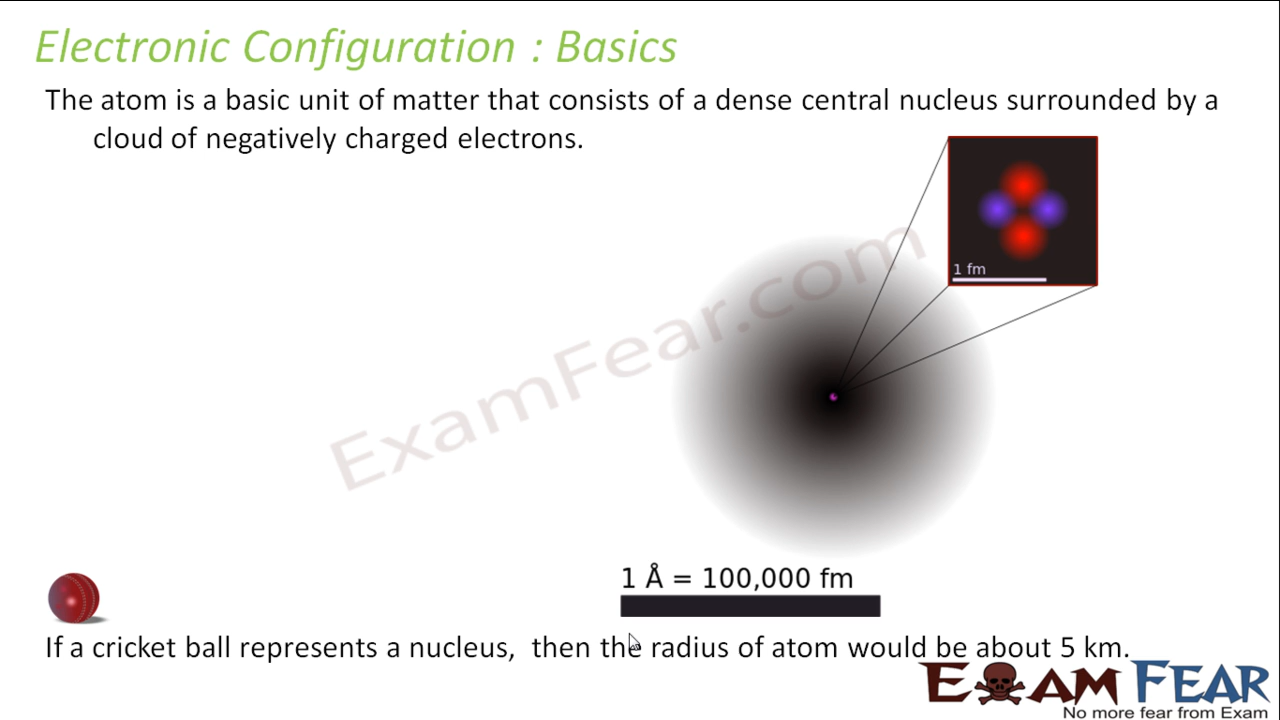 Electronic Configuration : Basics
The atom is a basic unit of matter that consists of a dense central nucleus surrounded by a
cloud of negatively charged electrons.
1 fm
ExamFear.com
1 Å = 100,000 fm
If a cricket ball represents a nucleus, then the radius of atom would be about 5 km.
EXAM FEAR
No more fear from Exam